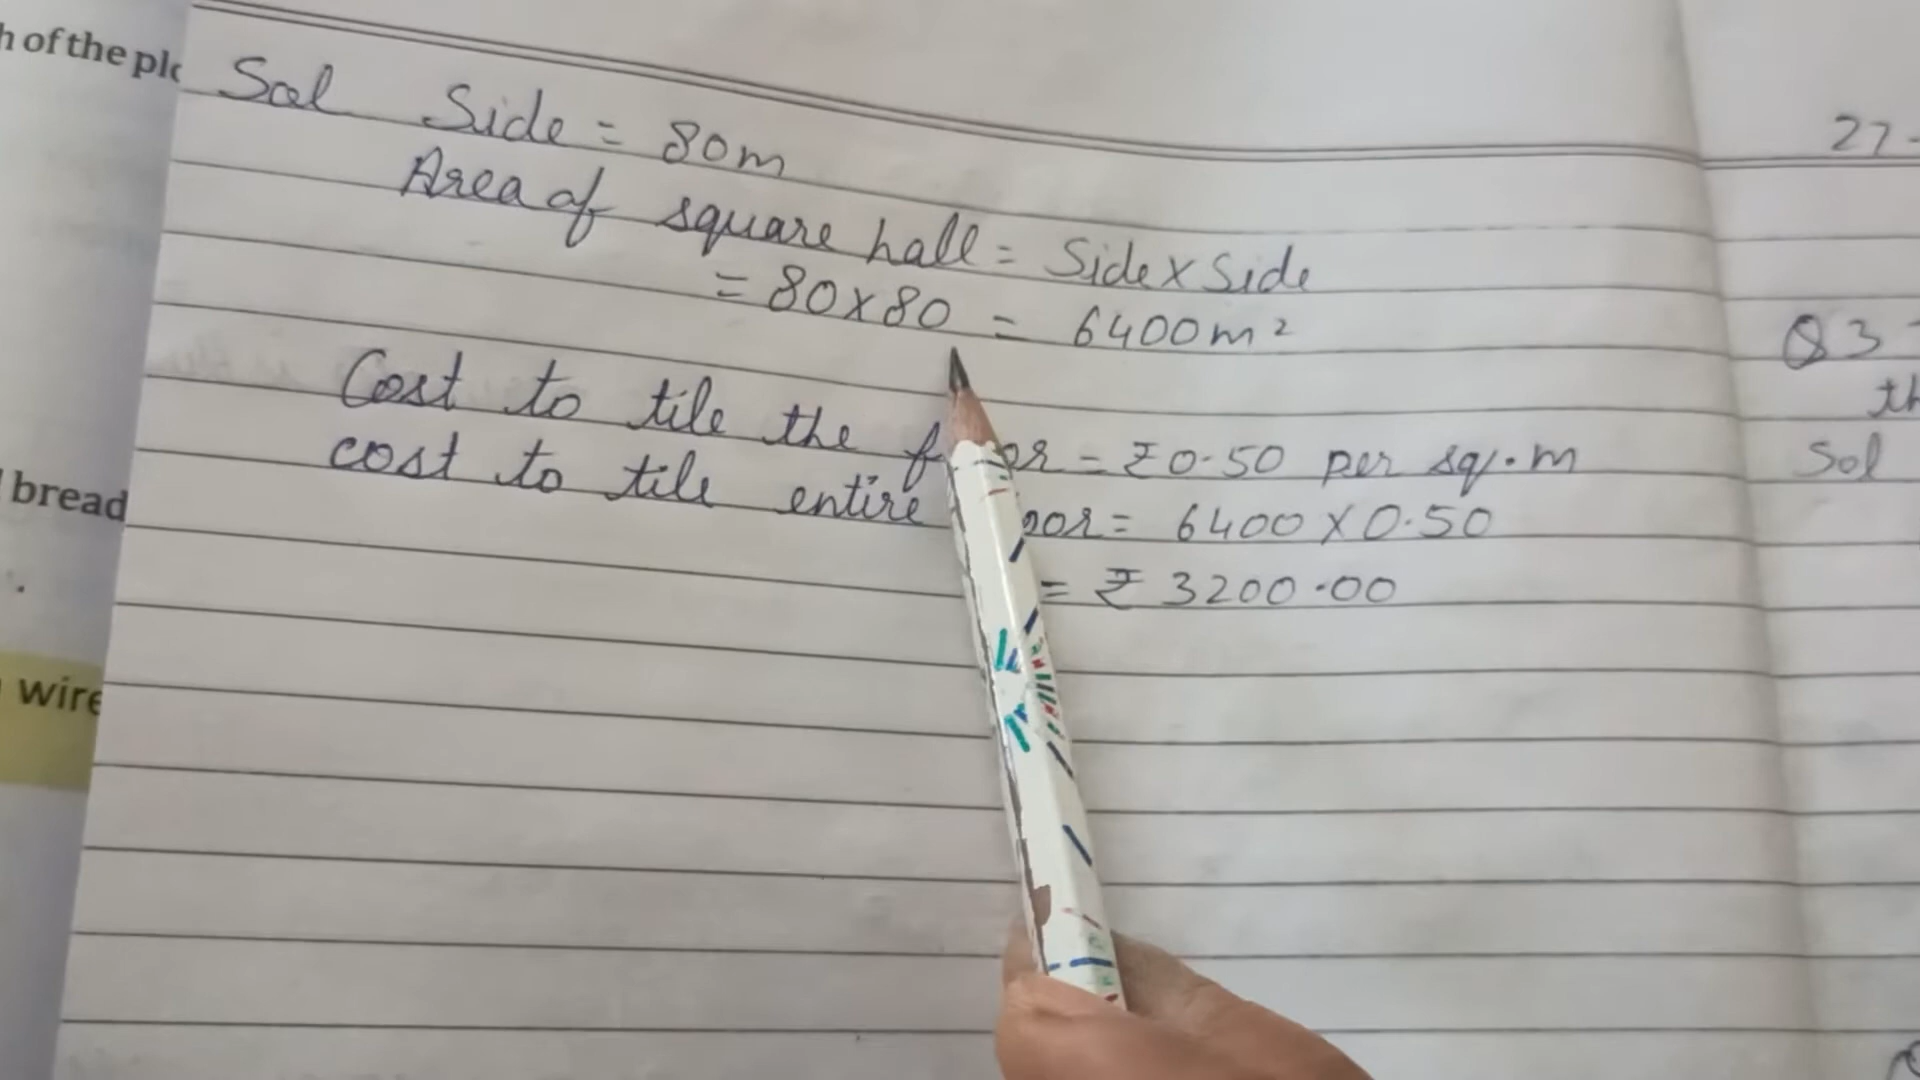 h of the plo
Sol Side = 80m
Area of square hall = Side x Side
= 80 x 80 = 6400 m²
Cost to tile the f or = ₹ 0.50 per sq. m
cost to tile entire oor = 6400 x 0.50
= ₹ 3200.00
bread
wire
27-
Q3
th
Sol